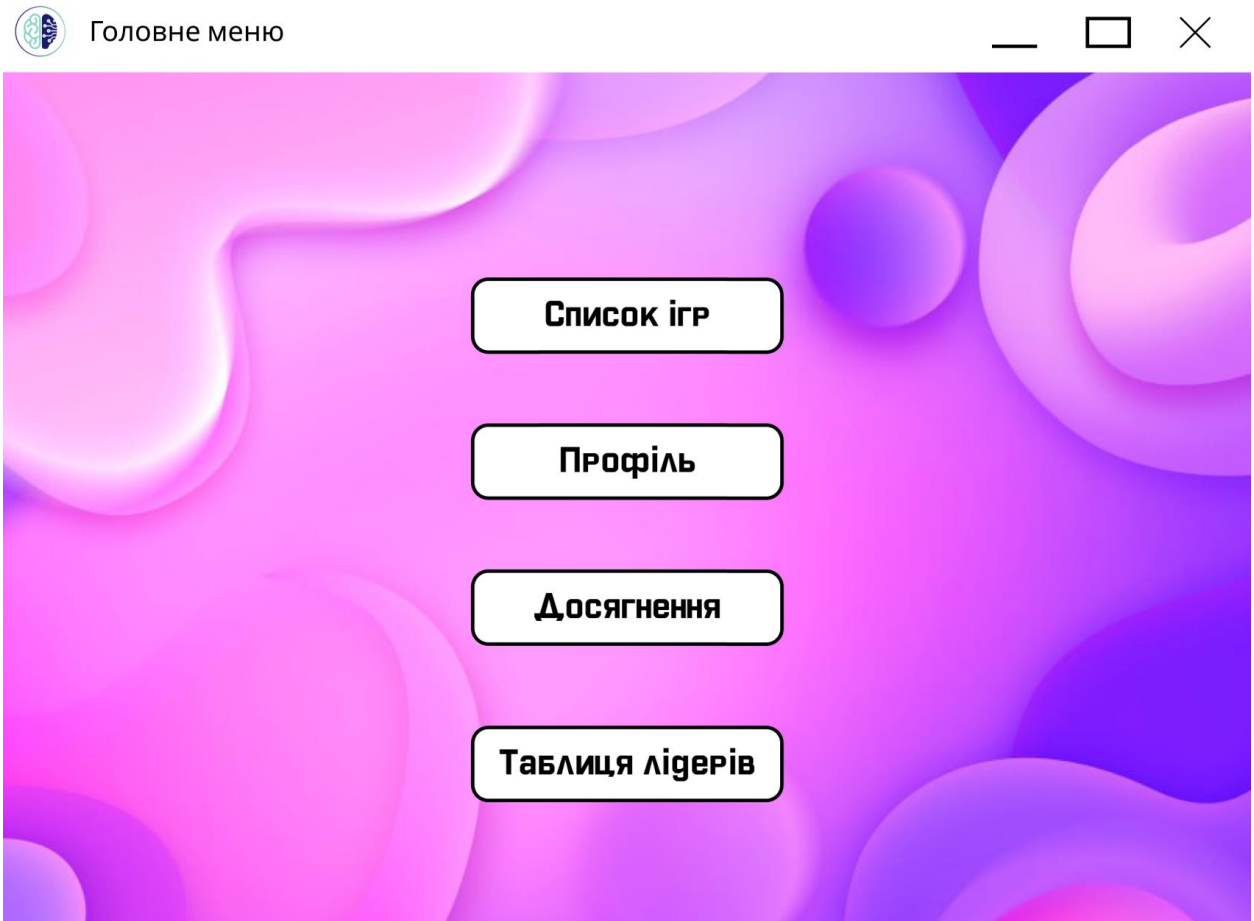 Головне меню
Список ігр
Профіль
Досягнення
Таблиця лідерів